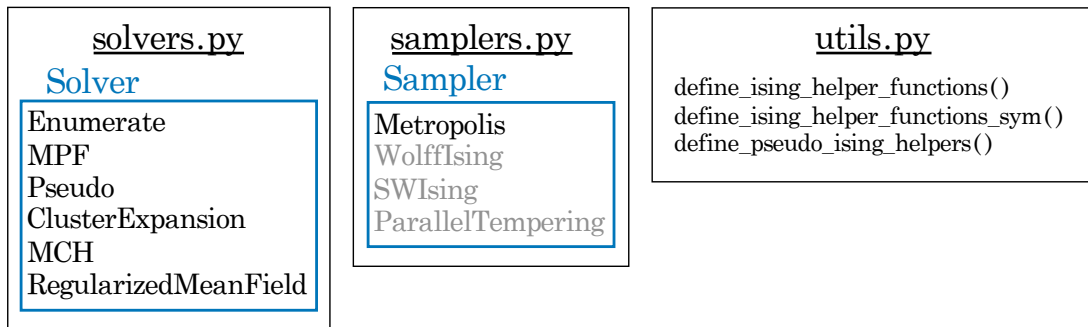 solvers.py
Solver
Enumerate
MPF
Pseudo
ClusterExpansion
MCH
RegularizedMeanField
samplers.py
Sampler
Metropolis
WolffIsing
SWIsing
ParallelTempering
utils.py
define_ising_helper_functions()
define_ising_helper_functions_sym()
define_pseudo_ising_helpers()